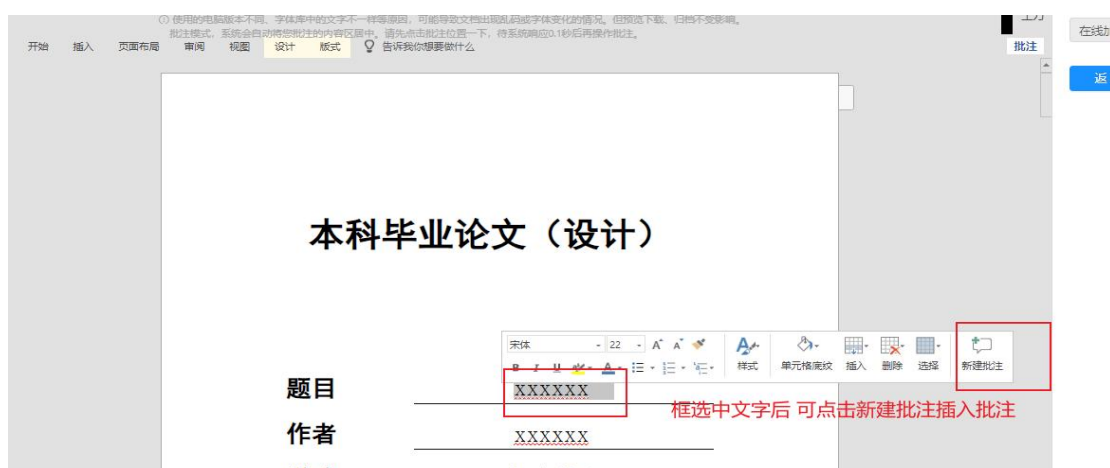 ⓘ 使用的电脑版本不同、字体库中的文字不一样等原因，可能导致文档出现乱码或字体变化的情况。但预览下载、归档不受影响。
批注模式，系统会自动将您批注的内容区居中。请先点击批注位置一下，待系统响应0.1秒后再操作批注。
开始 插入 页面布局 审阅 视图 设计 版式 告诉我你想要做什么 批注
在线
返
本科毕业论文（设计）
宋体 22 A A 样式 单元格底纹 插入 删除 选择 新建批注
B I U A
题目 XXXXXX
框选中文字后 可点击新建批注插入批注
作者 XXXXXX